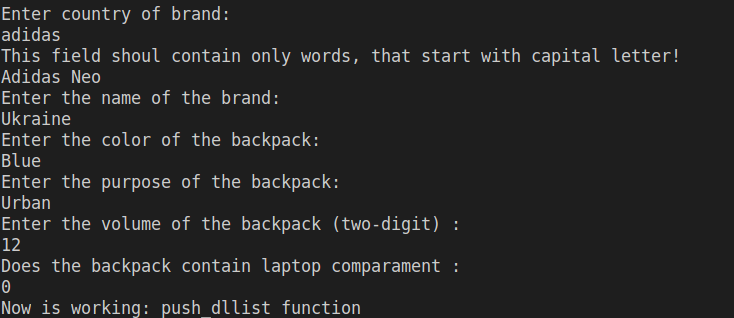 Enter country of brand:
adidas
This field shoul contain only words, that start with capital letter!
Adidas Neo
Enter the name of the brand:
Ukraine
Enter the color of the backpack:
Blue
Enter the purpose of the backpack:
Urban
Enter the volume of the backpack (two-digit) :
12
Does the backpack contain laptop comparament :
0
Now is working: push_dllist function